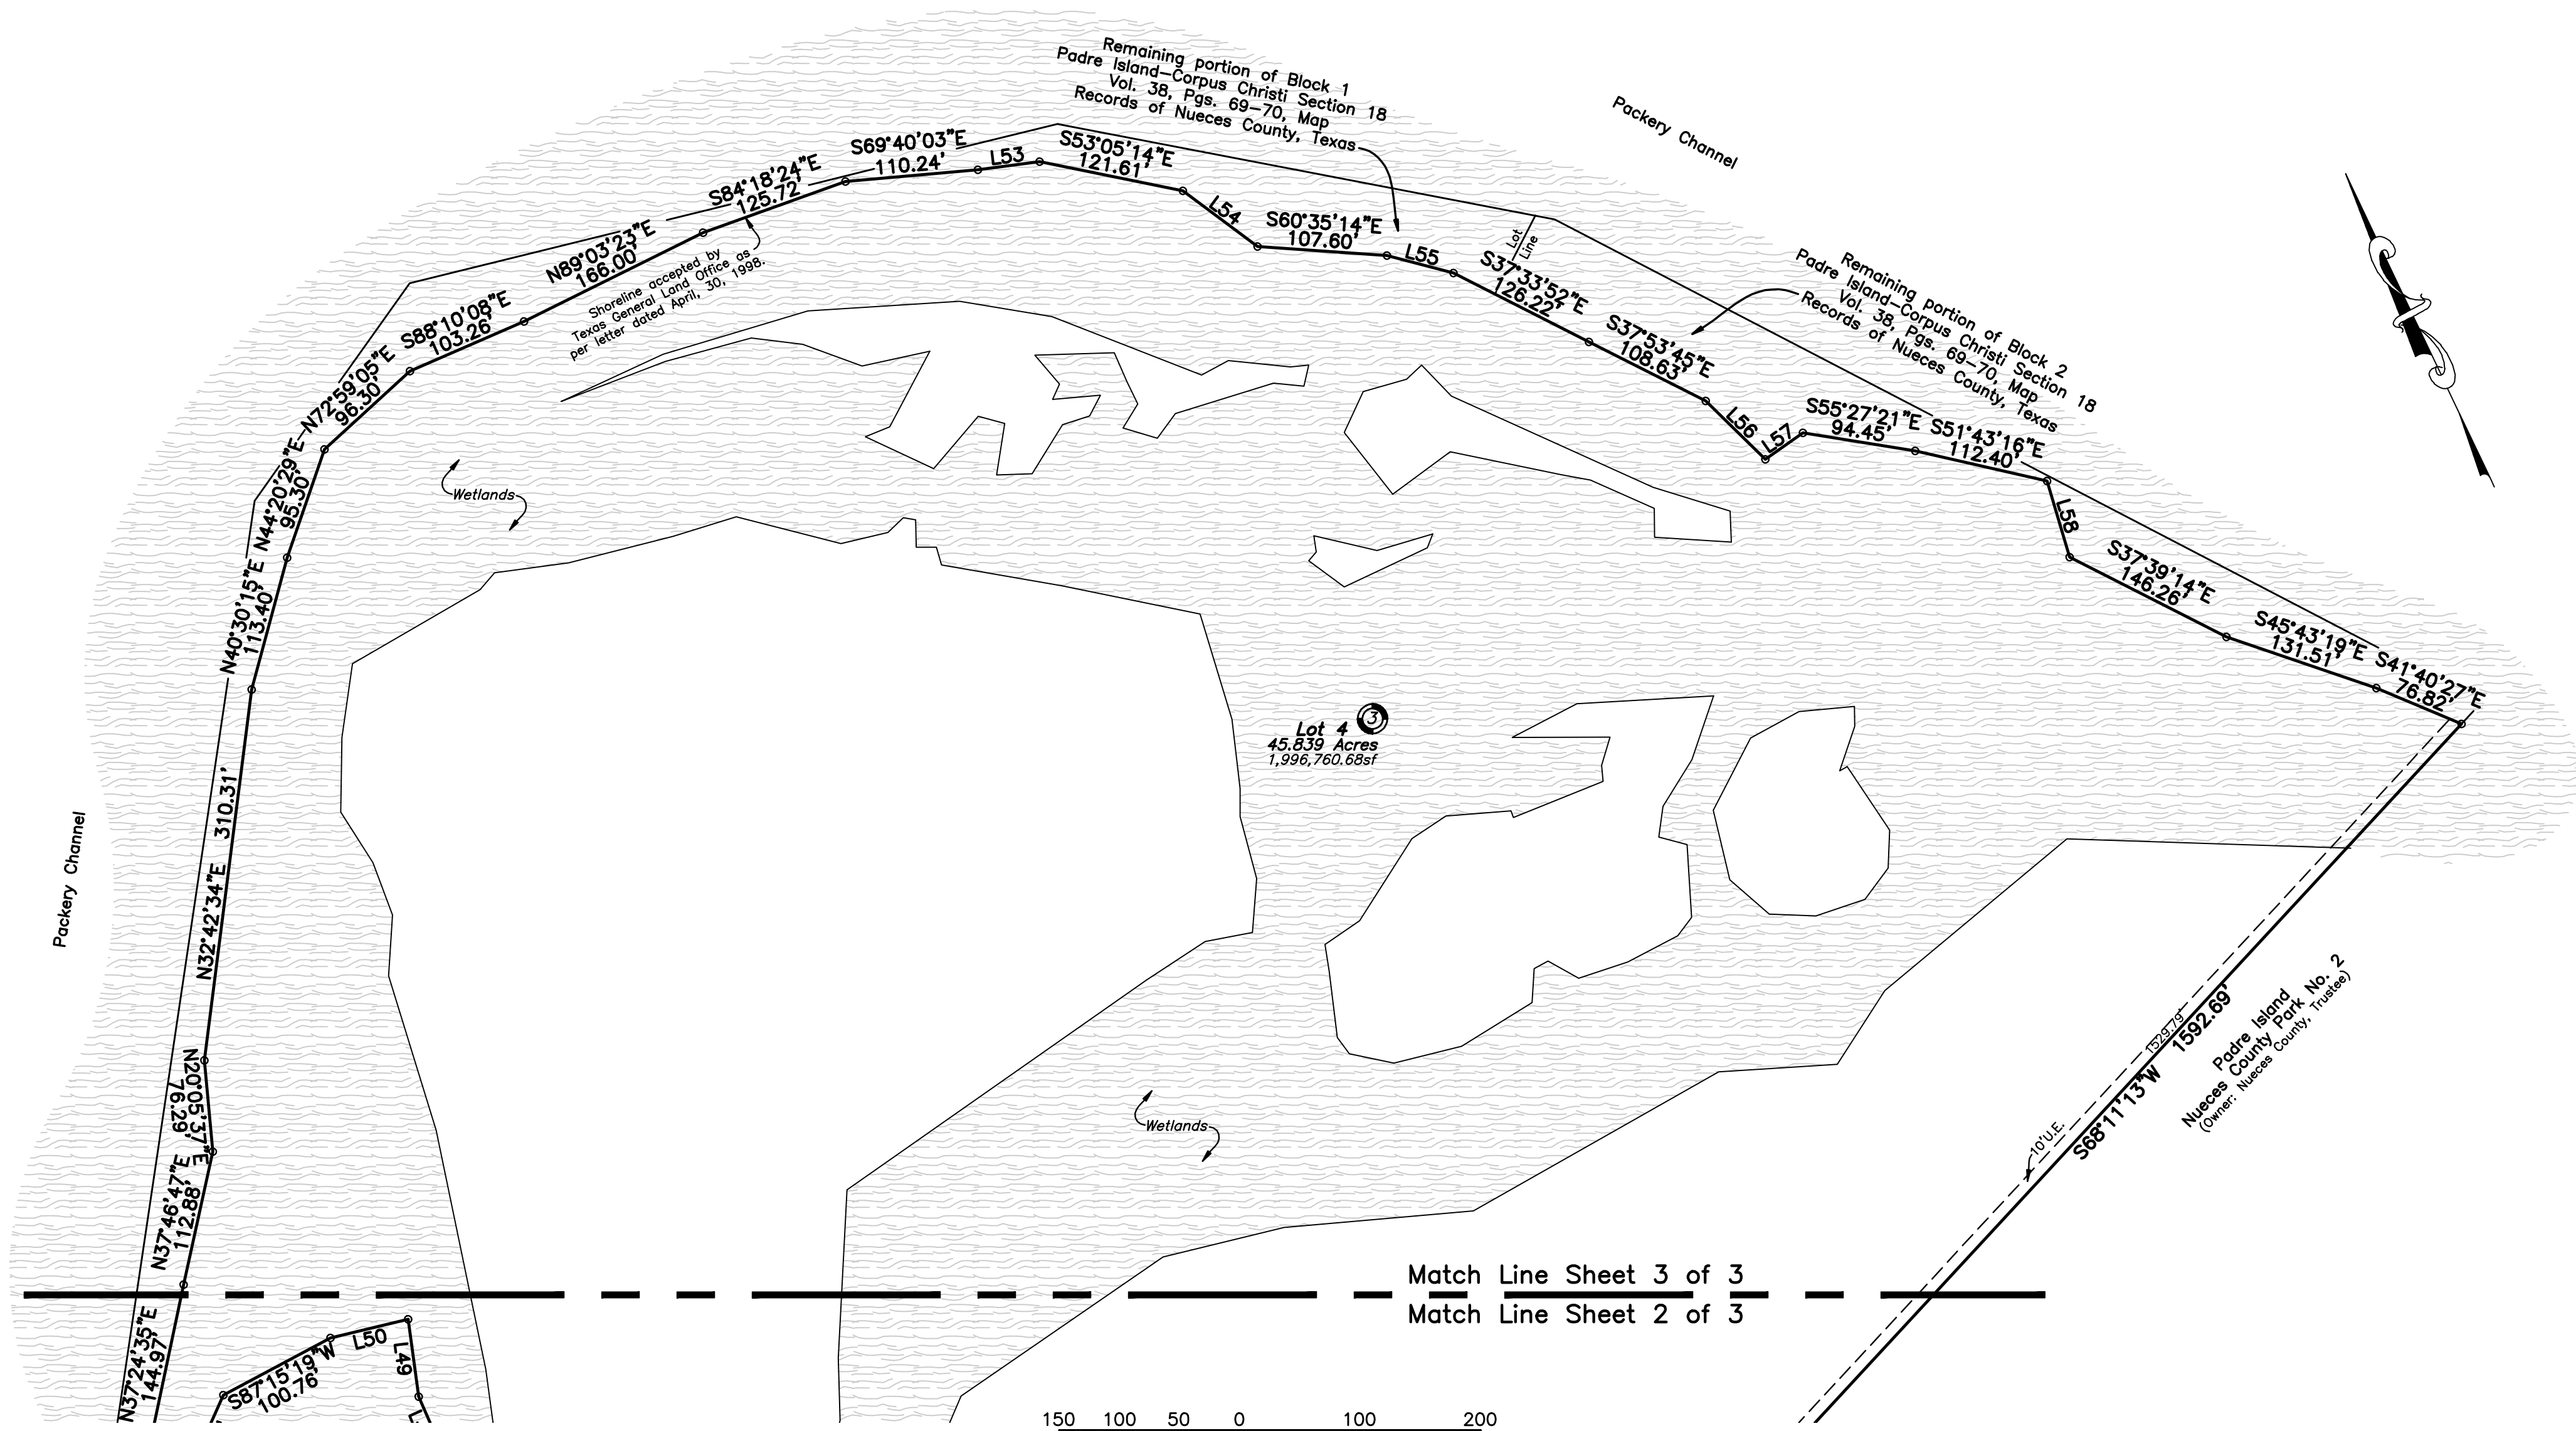 Remaining portion of Block 1
Padre Island-Corpus Christi Section 18
Vol. 38, Pgs. 69-70, Map
Records of Nueces County, Texas
Packery Channel
S69°40'03"E
110.24'
L53
S53°05'14"E
121.61'
S84°18'24"E
125.72'
L54
S60°35'14"E
107.60'
L55
Lot
Line
N89°03'23"E
166.00'
Shoreline accepted by
Texas General Land Office as
per letter dated April, 30, 1998.
S37°33'52"E
126.22'
Remaining portion of Block 2
Padre Island-Corpus Christi Section 18
Vol. 38, Pgs. 69-70, Map
Records of Nueces County, Texas
S88°10'08"E
103.26'
S37°53'45"E
108.63'
N72°59'05"E
96.30'
L56
L57
S55°27'21"E
94.45'
S51°43'16"E
112.40'
N44°20'29"E
95.30'
Wetlands
L58
N40°30'15"E
113.40'
S37°39'14"E
146.26'
S45°43'19"E
131.51'
S41°40'27"E
76.82'
Lot 4
3
45.839 Acres
1,996,760.68sf
310.31'
N32°42'34"E
Packery Channel
1529.79'
1592.69'
S68°11'13"W
10'U.E.
Padre Island
Nueces County Park No. 2
(Owner: Nueces County, Trustee)
N20°05'37"E
76.29'
Wetlands
N37°46'47"E
112.88'
Match Line Sheet 3 of 3
Match Line Sheet 2 of 3
N37°24'35"E
144.97'
S87°15'19"W
100.76'
L50
L49
150 100 50 0 100 200